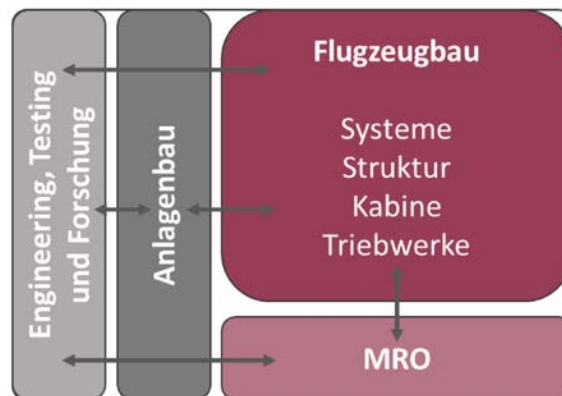 Engineering, Testing
und Forschung
Anlagenbau
Flugzeugbau
Systeme
Struktur
Kabine
Triebwerke
MRO